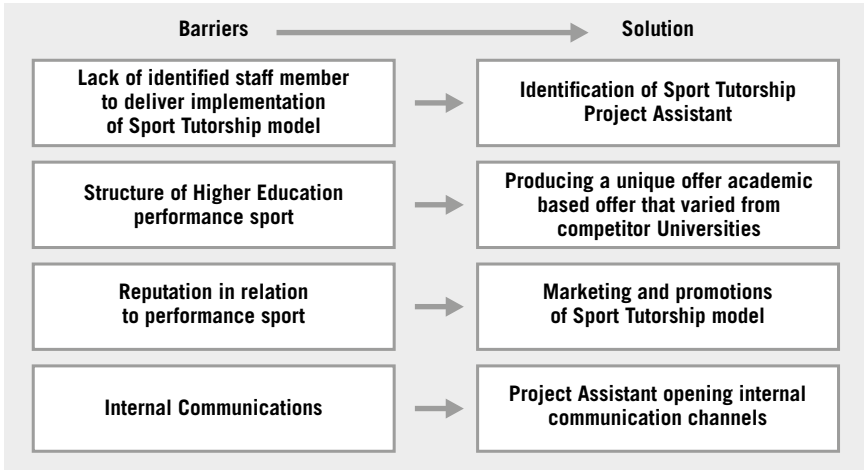 Barriers
Solution
Lack of identified staff member
to deliver implementation
of Sport Tutorship model
Identification of Sport Tutorship
Project Assistant
Structure of Higher Education
performance sport
Producing a unique offer academic
based offer that varied from
competitor Universities
Reputation in relation
to performance sport
Marketing and promotions
of Sport Tutorship model
Internal Communications
Project Assistant opening internal
communication channels